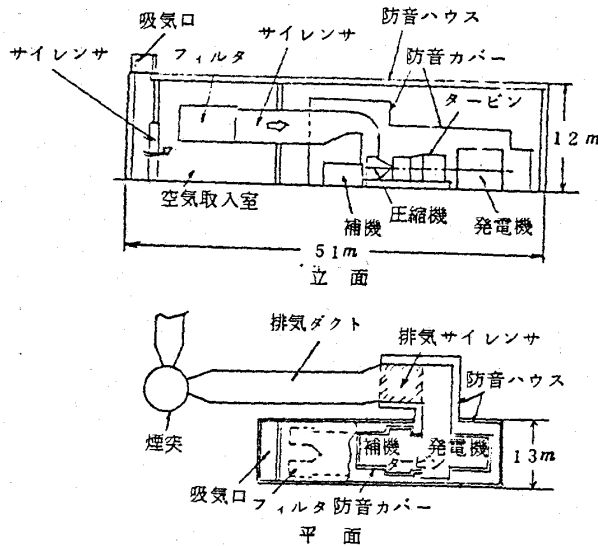 吸気口
サイレンサ
フィルタ
サイレンサ
防音ハウス
防音カバー
タービン
12m
空気取入室
補機
圧縮機
発電機
51m
立面
排気ダクト
排気サイレンサ
防音ハウス
煙突
補機
発電機
タービン
13m
吸気口
フィルタ
防音カバー
平面